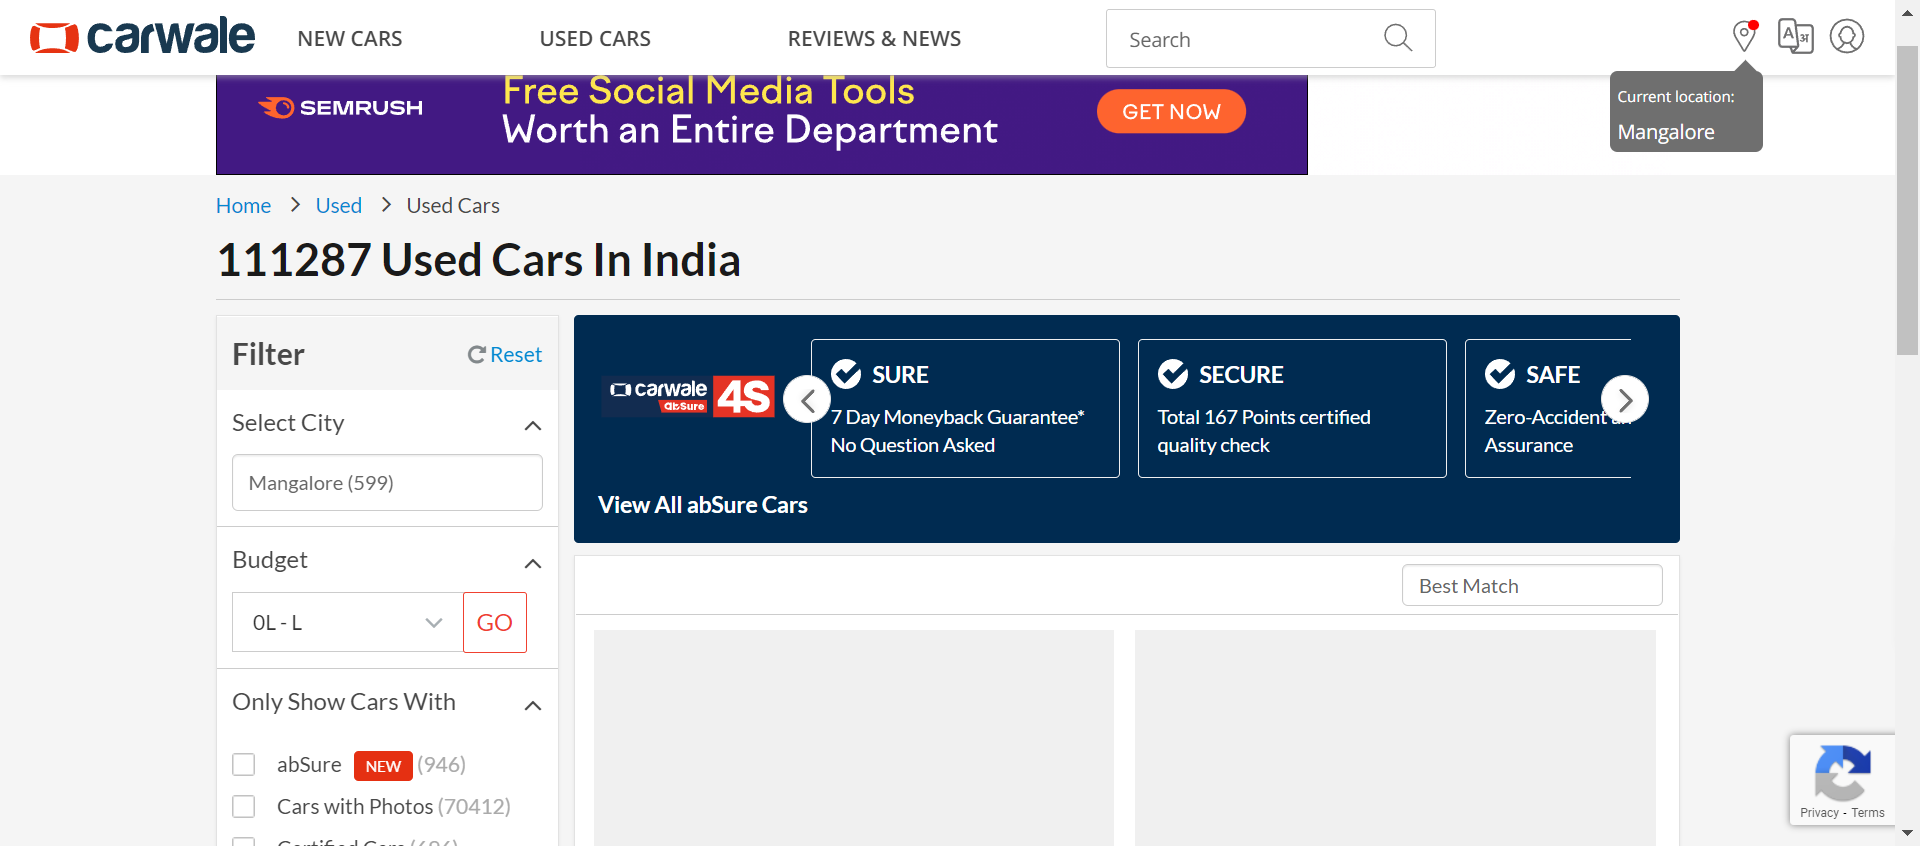 carwale
NEW CARS
USED CARS
REVIEWS & NEWS
Search
Current location:
Mangalore
SEMRUSH
Free Social Media Tools
Worth an Entire Department
GET NOW
Home > Used > Used Cars
111287 Used Cars In India
Filter
Reset
Select City
Mangalore (599)
Budget
0L - L
GO
Only Show Cars With
abSure NEW (946)
Cars with Photos (70412)
Certified Cars (686)
carwale
abSure
4S
SURE
7 Day Moneyback Guarantee*
No Question Asked
SECURE
Total 167 Points certified
quality check
SAFE
Zero-Accident
Assurance
View All abSure Cars
Best Match
Privacy - Terms